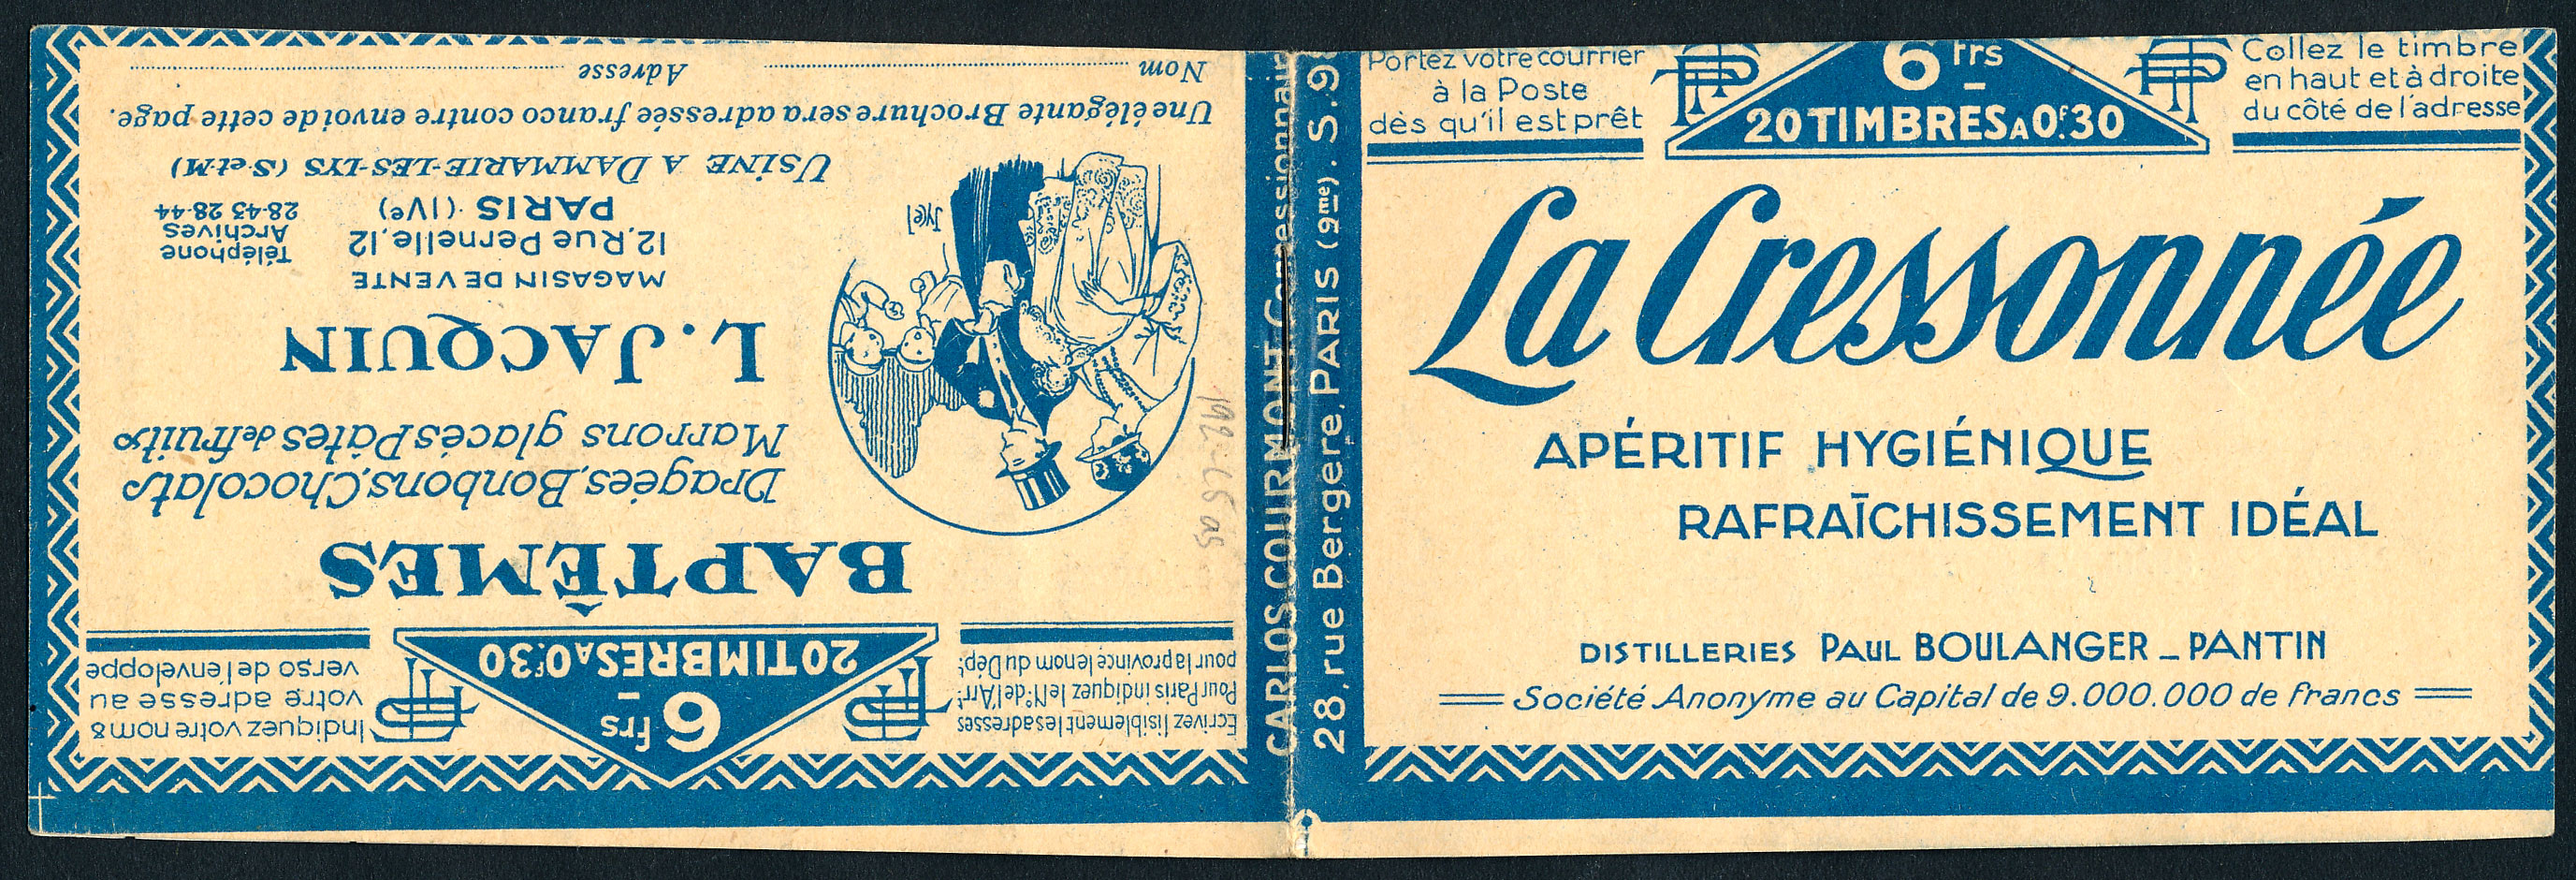 Portez votre courrier
à la Poste
dès qu'il est prêt
6 frs
20 TIMBRES A 0f.30
Collez le timbre
en haut et à droite
du côté de l'adresse
La Cressonnée
APÉRITIF HYGIÉNIQUE
RAFRAÎCHISSEMENT IDÉAL
DISTILLERIES PAUL BOULANGER _ PANTIN
Société Anonyme au Capital de 9.000.000 de francs
CARLOS COURMONT Concessionnaire
28, rue Bergère, PARIS (9me). S.9
Ecrivez lisiblement les adresses
Pour Paris indiquez le N° de l'Arrt
pour la province le nom du Dépt
6 frs
20 TIMBRES A 0f.30
Indiquez votre nom &
votre adresse au
verso de l'enveloppe
BAPTÊMES
Dragées, Bonbons, Chocolats
Marrons glacés Pâtes de fruits
L. JACQUIN
MAGASIN DE VENTE
12, Rue Pernelle, 12
PARIS (IVe)
Téléphone
Archives
28-43 28-44
USINE A DAMMARIE-LES-LYS (S-et-M)
Une élégante Brochure sera adressée franco contre envoi de cette page.
Nom Adresse